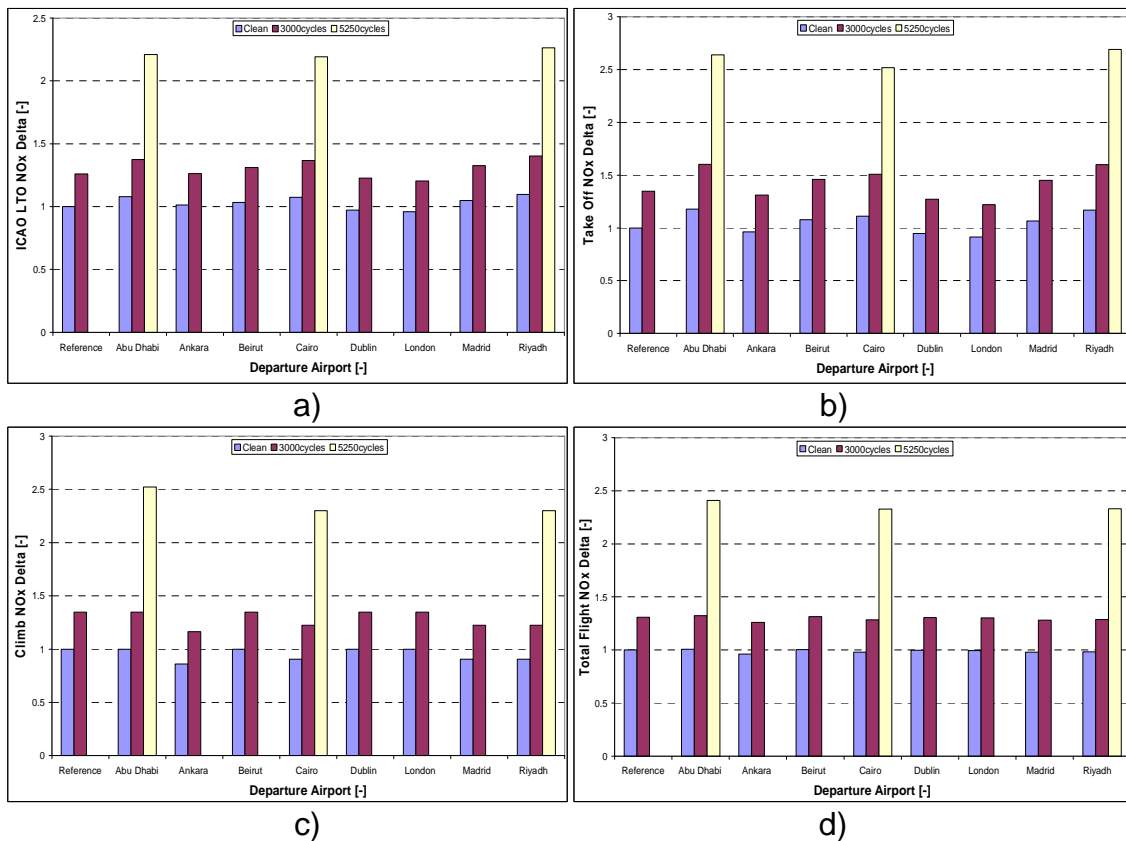 Clean 3000cycles 5250cycles
2.5
2
1.5
1
0.5
0
ICAO LTO NOx Delta [-]
Reference Abu Dhabi Ankara Beirut Cairo Dublin London Madrid Riyadh
Departure Airport [-]
a)
Clean 3000cycles 5250cycles
3
2.5
2
1.5
1
0.5
0
Take Off NOx Delta [-]
Reference Abu Dhabi Ankara Beirut Cairo Dublin London Madrid Riyadh
Departure Airport [-]
b)
Clean 3000cycles 5250cycles
3
2.5
2
1.5
1
0.5
0
Climb NOx Delta [-]
Reference Abu Dhabi Ankara Beirut Cairo Dublin London Madrid Riyadh
Departure Airport [-]
c)
Clean 3000cycles 5250cycles
3
2.5
2
1.5
1
0.5
0
Total Flight NOx Delta [-]
Reference Abu Dhabi Ankara Beirut Cairo Dublin London Madrid Riyadh
Departure Airport [-]
d)